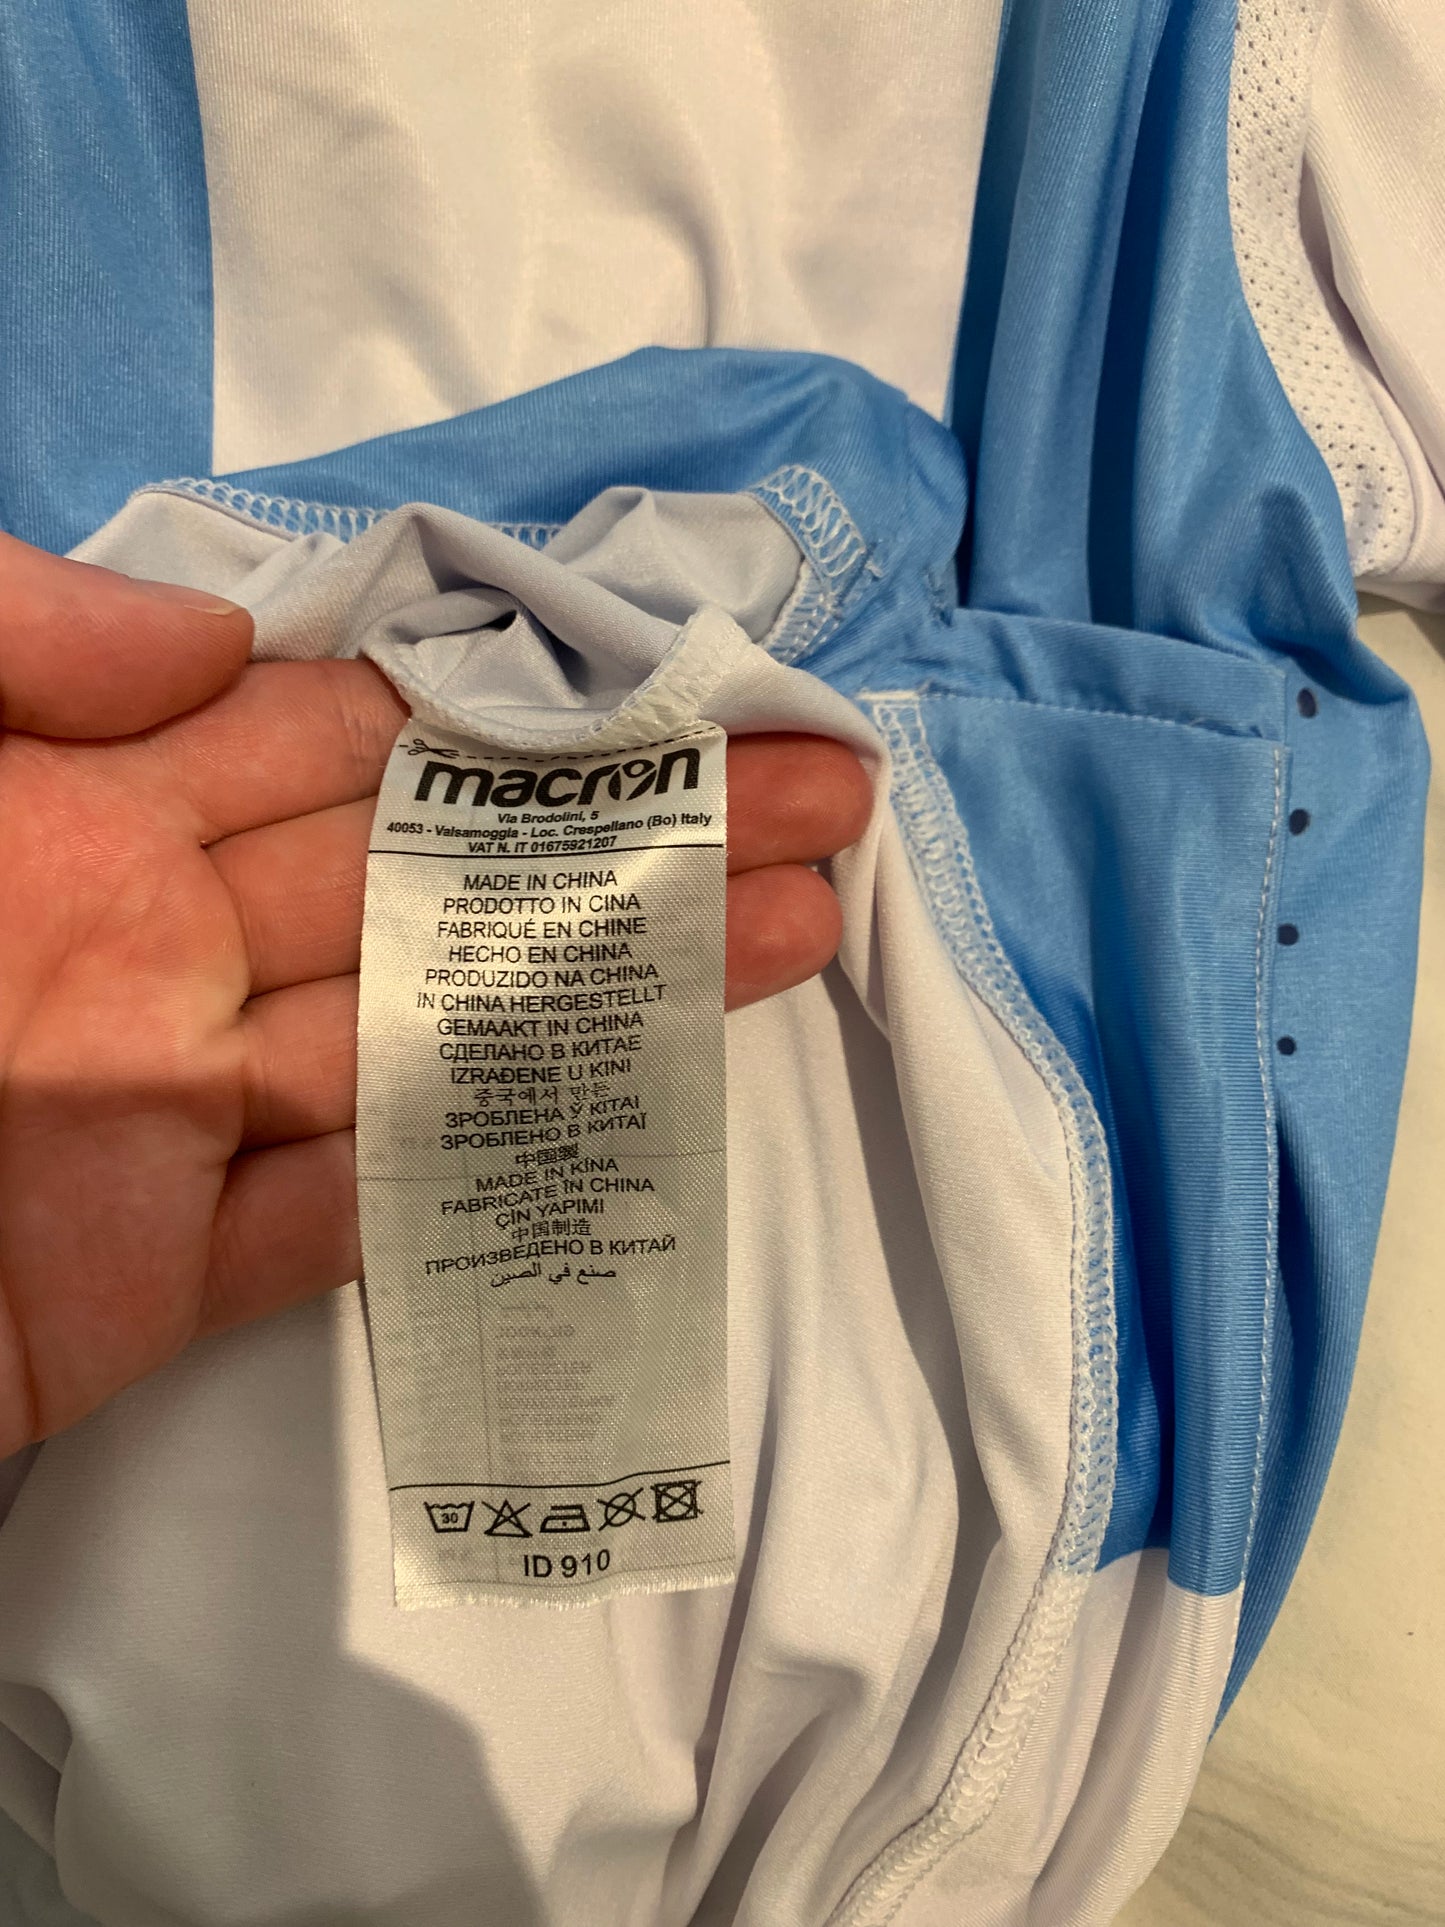 macron
Via Brodolini, 5
40053 - Valsamoggia - Loc. Crespellano (Bo) Italy
VAT N. IT 01675921207
MADE IN CHINA
PRODOTTO IN CINA
FABRIQUÉ EN CHINE
HECHO EN CHINA
PRODUZIDO NA CHINA
IN CHINA HERGESTELLT
GEMAAKT IN CHINA
СДЕЛАНО В КИТАЕ
IZRAĐENE U KINI
중국에서 만든
ЗРОБЛЕНА Ў КІТАІ
ЗРОБЛЕНО В КИТАЇ
中国製
MADE IN KÍNA
FABRICATE ÎN CHINA
ÇİN YAPIMI
中国制造
ПРОИЗВЕДЕНО В КИТАЙ
صنع في الصين
30
ID 910